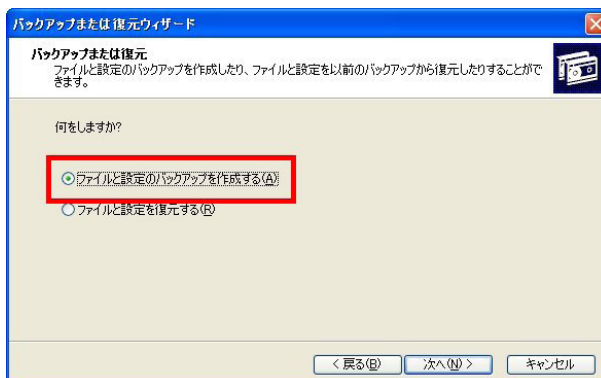 バックアップまたは復元ウィザード
バックアップまたは復元
ファイルと設定のバックアップを作成したり、ファイルと設定を以前のバックアップから復元したりすることがで
きます。
何をしますか?
ファイルと設定のバックアップを作成する(A)
ファイルと設定を復元する(R)
< 戻る(B) 次へ(N) > キャンセル